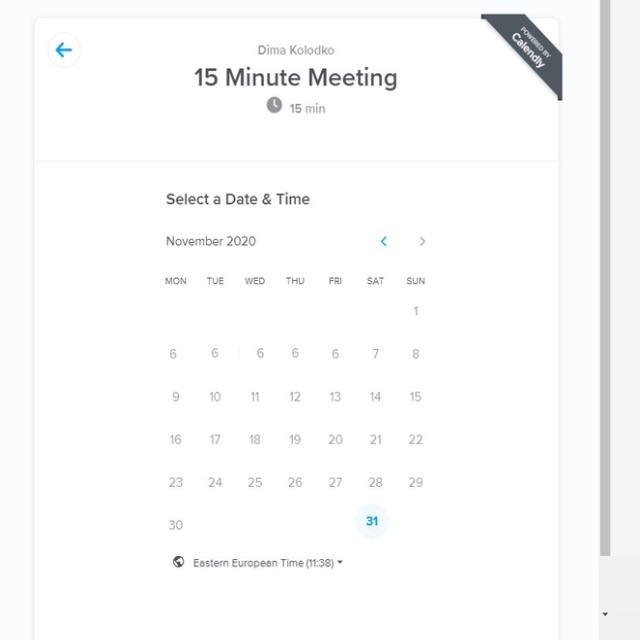 Dima Kolodko
POWERED BY
Calendly
15 Minute Meeting
15 min
Select a Date & Time
November 2020
MON TUE WED THU FRI SAT SUN
1
6 6 6 6 6 7 8
9 10 11 12 13 14 15
16 17 18 19 20 21 22
23 24 25 26 27 28 29
30 31
Eastern European Time (11:38)